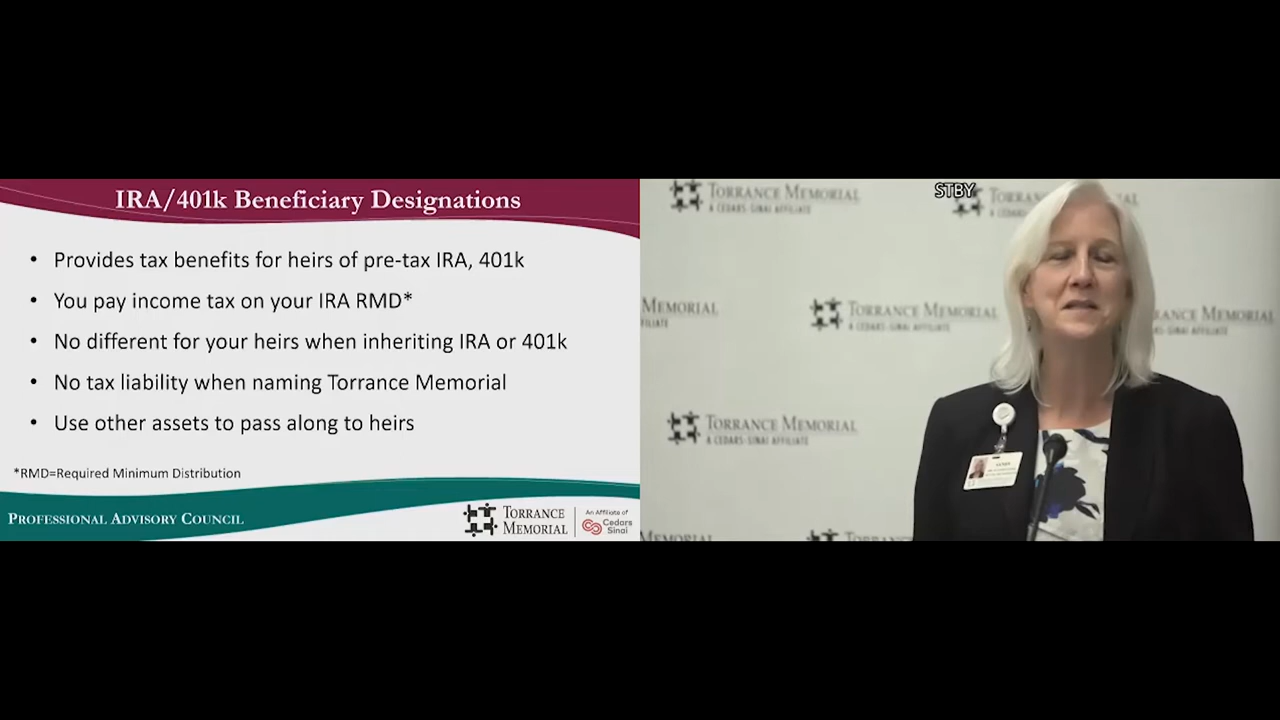 IRA/401k Beneficiary Designations
• Provides tax benefits for heirs of pre-tax IRA, 401k
• You pay income tax on your IRA RMD*
• No different for your heirs when inheriting IRA or 401k
• No tax liability when naming Torrance Memorial
• Use other assets to pass along to heirs
*RMD=Required Minimum Distribution
PROFESSIONAL ADVISORY COUNCIL
TORRANCE
MEMORIAL
An Affiliate of
Cedars
Sinai
STBY
TORRANCE MEMORIAL
A CEDARS-SINAI AFFILIATE
MEMORIAL
TORRANCE MEMORIAL
A CEDARS-SINAI AFFILIATE
MEMORIAL
TORRANCE MEMORIAL
A CEDARS-SINAI AFFILIATE